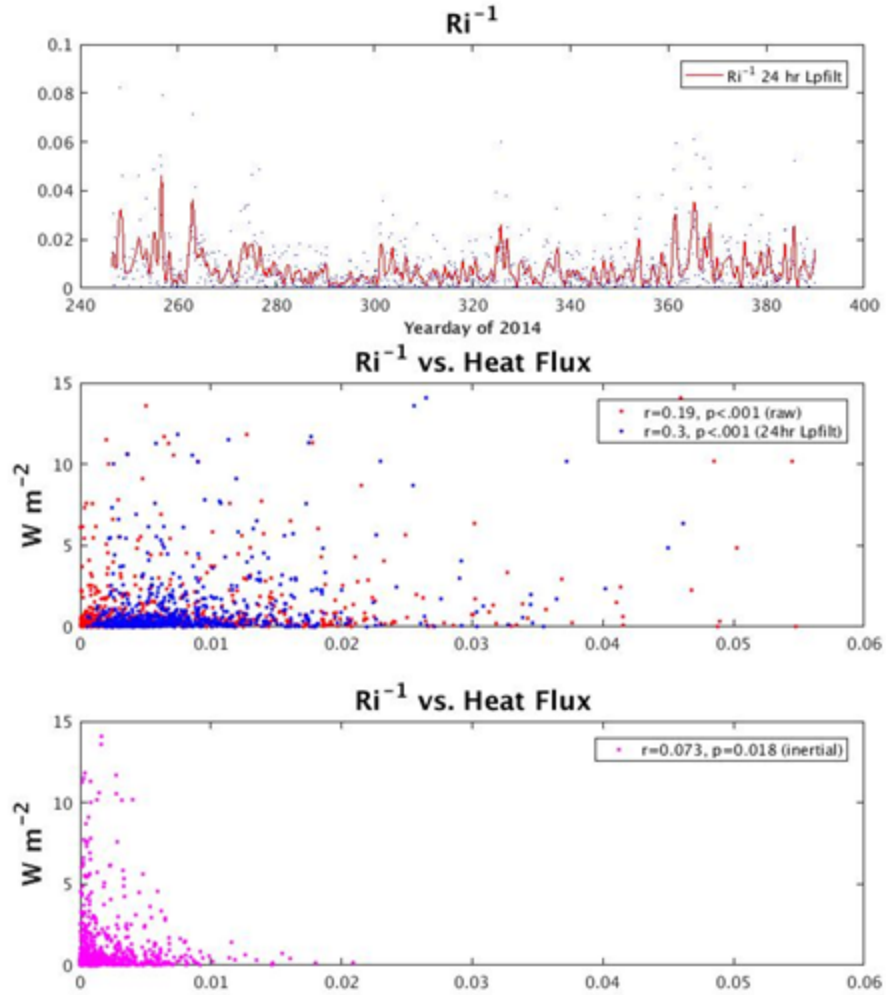 Ri⁻¹
0.1
0.08
0.06
0.04
0.02
0
Ri⁻¹ 24 hr Lpfilt
240 260 280 300 320 340 360 380 400
Yearday of 2014
Ri⁻¹ vs. Heat Flux
W m⁻²
15
10
5
0
r=0.19, p<.001 (raw)
r=0.3, p<.001 (24hr Lpfilt)
0 0.01 0.02 0.03 0.04 0.05 0.06
Ri⁻¹ vs. Heat Flux
W m⁻²
15
10
5
0
r=0.073, p=0.018 (inertial)
0 0.01 0.02 0.03 0.04 0.05 0.06